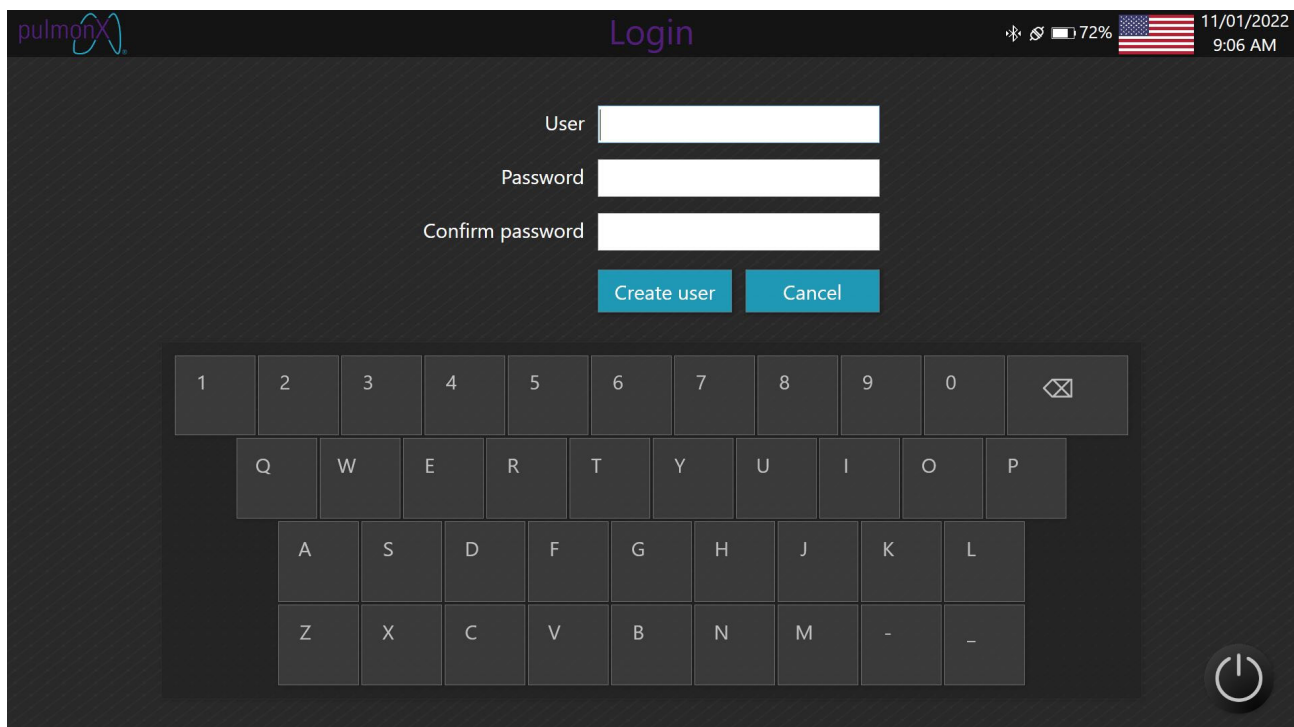 pulmonX
Login
72%
11/01/2022
9:06 AM
User
Password
Confirm password
Create user
Cancel
1 2 3 4 5 6 7 8 9 0
Q W E R T Y U I O P
A S D F G H J K L
Z X C V B N M - _